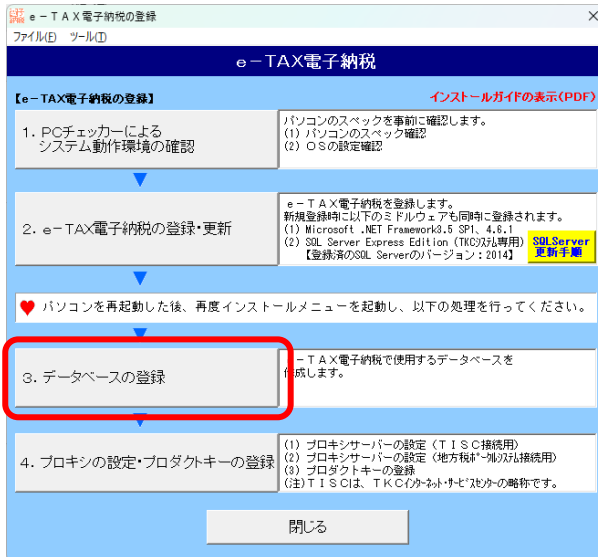 e-TAX電子納税の登録
ファイル(F) ツール(T)
e-TAX電子納税
【e-TAX電子納税の登録】
インストールガイドの表示(PDF)
1. PCチェッカーによる
システム動作環境の確認
パソコンのスペックを事前に確認します。
(1) パソコンのスペック確認
(2) OSの設定確認
2. e-TAX電子納税の登録・更新
e-TAX電子納税を登録します。
新規登録時に以下のミドルウェアも同時に登録されます。
(1) Microsoft .NET Framework3.5 SP1、4.6.1
(2) SQL Server Express Edition (TKCシステム専用)
【登録済のSQL Serverのバージョン:2014】
SQLServer
更新手順
パソコンを再起動した後、再度インストールメニューを起動し、以下の処理を行ってください。
3. データベースの登録
e-TAX電子納税で使用するデータベースを
作成します。
4. プロキシの設定・プロダクトキーの登録
(1) プロキシサーバーの設定(TISC接続用)
(2) プロキシサーバーの設定(地方税ポータルシステム接続用)
(3) プロダクトキーの登録
(注)TISCは、TKCインターネット・サービスセンターの略称です。
閉じる